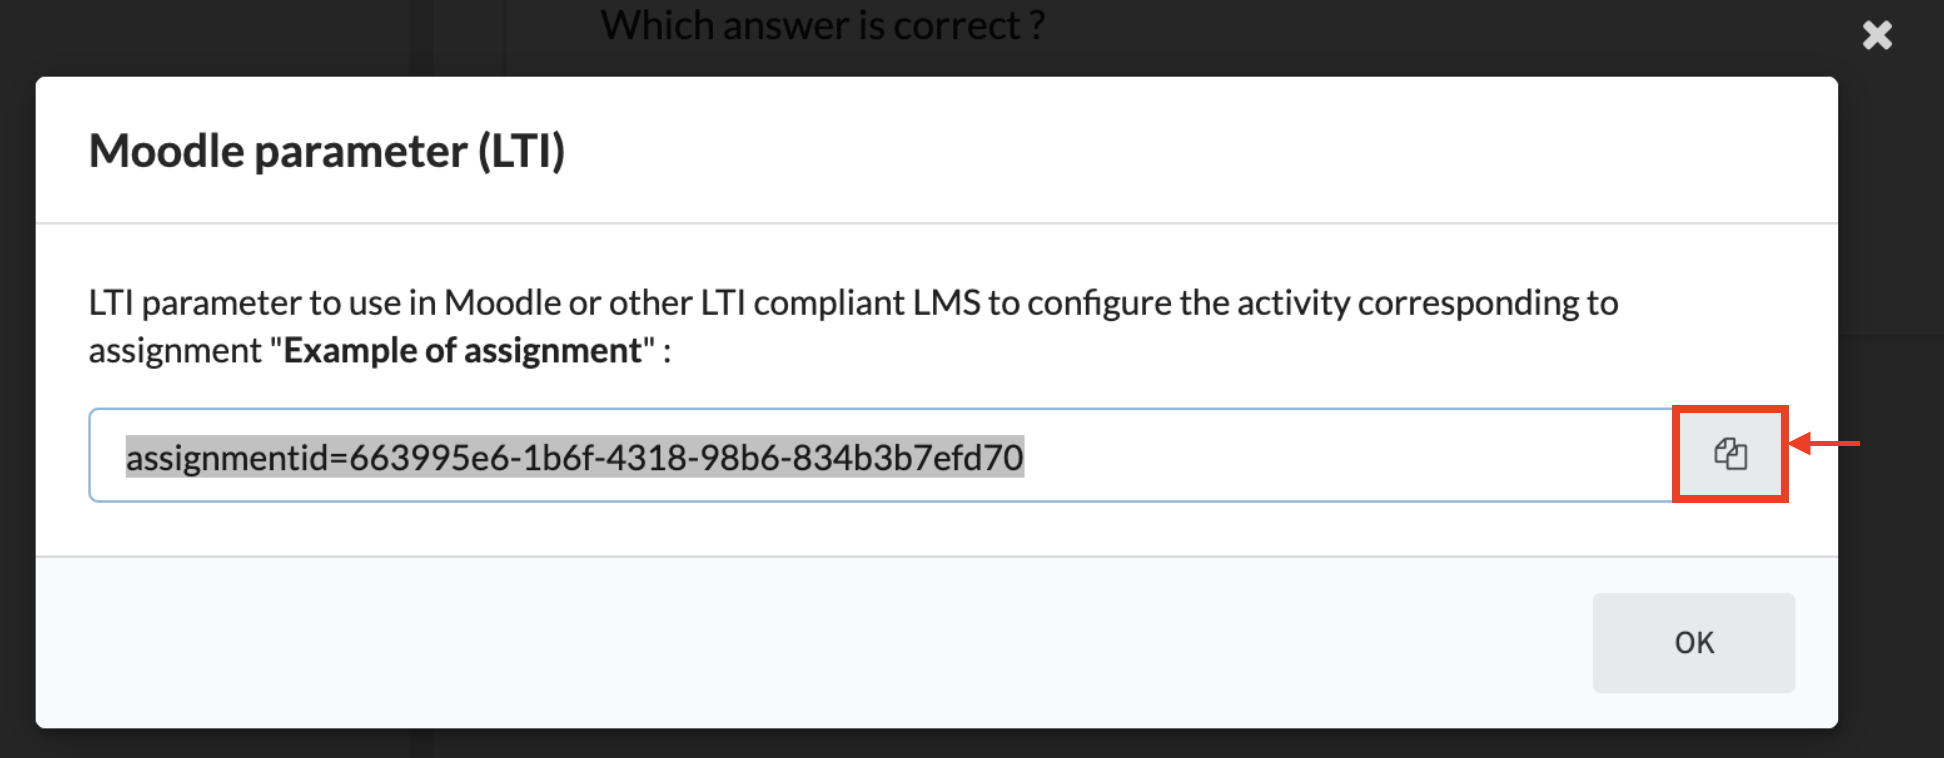 Which answer is correct ?
Moodle parameter (LTI)
LTI parameter to use in Moodle or other LTI compliant LMS to configure the activity corresponding to
assignment "Example of assignment" :
assignmentid=663995e6-1b6f-4318-98b6-834b3b7efd70
OK